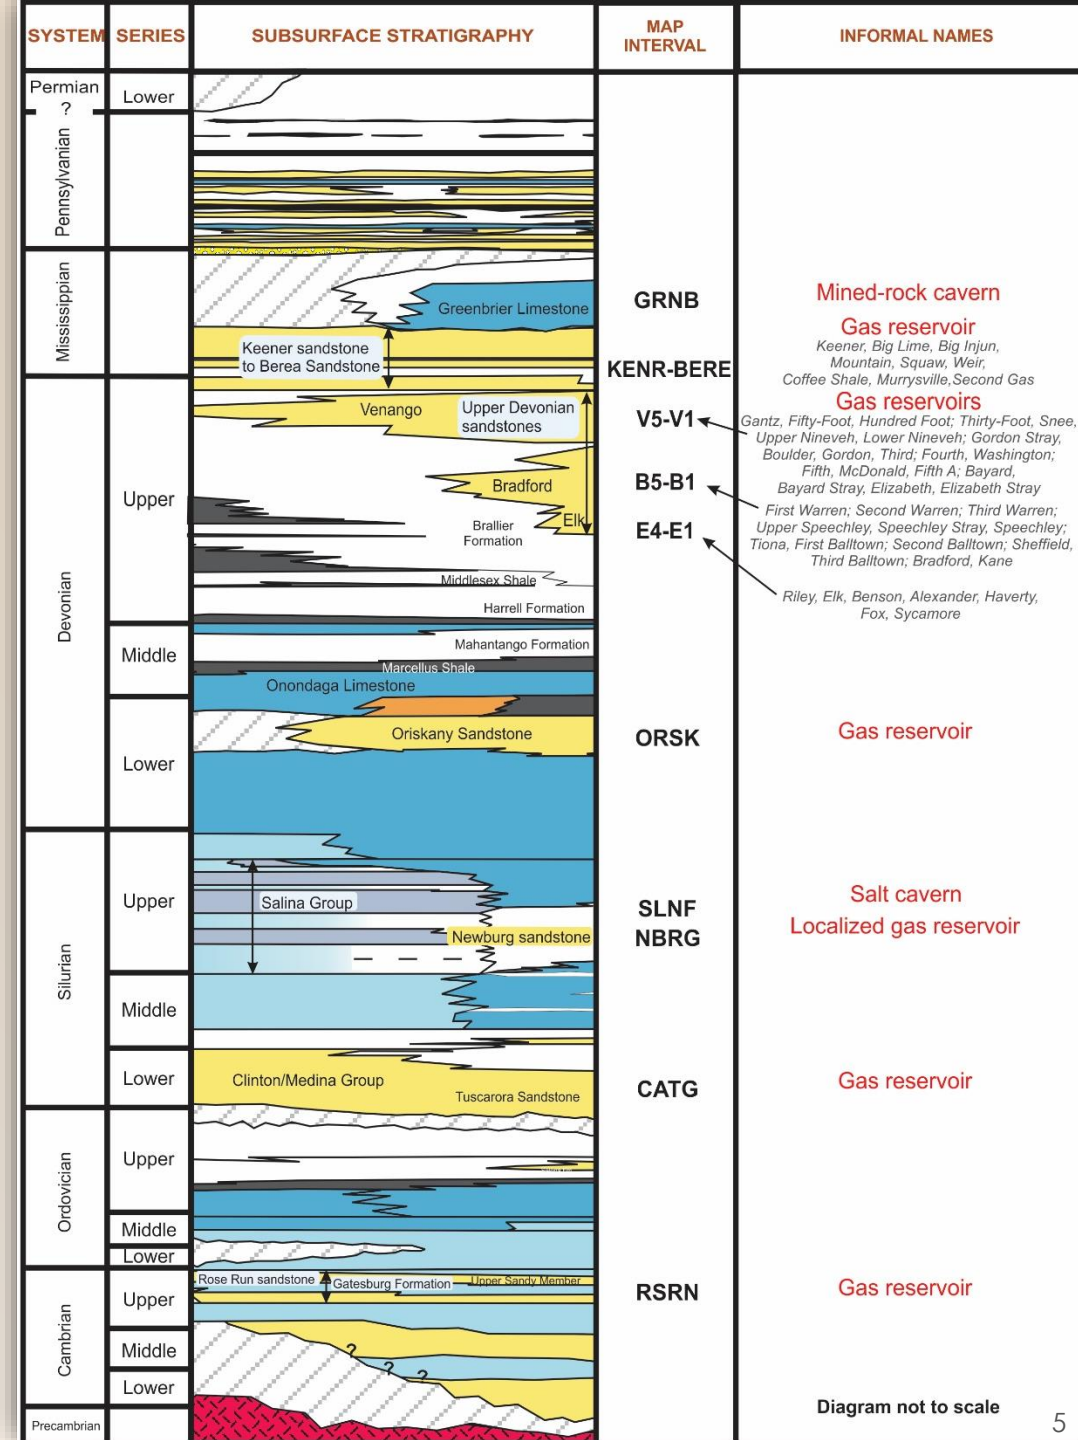 SYSTEM SERIES SUBSURFACE STRATIGRAPHY MAP INTERVAL INFORMAL NAMES
Permian
?
Lower
Pennsylvanian
Mississippian
Greenbrier Limestone
GRNB
Mined-rock cavern
Keener sandstone
to Berea Sandstone
KENR-BERE
Gas reservoir
Keener, Big Lime, Big Injun,
Mountain, Squaw, Weir,
Coffee Shale, Murrysville,Second Gas
Devonian
Upper
Venango
Upper Devonian
sandstones
V5-V1
Gas reservoirs
Gantz, Fifty-Foot, Hundred Foot; Thirty-Foot, Snee,
Upper Nineveh, Lower Nineveh; Gordon Stray,
Boulder, Gordon, Third; Fourth, Washington;
Fifth, McDonald, Fifth A; Bayard,
Bayard Stray, Elizabeth, Elizabeth Stray
Bradford
B5-B1
First Warren; Second Warren; Third Warren;
Upper Speechley, Speechley Stray, Speechley;
Tiona, First Balltown; Second Balltown; Sheffield,
Third Balltown; Bradford, Kane
Elk
E4-E1
Riley, Elk, Benson, Alexander, Haverty,
Fox, Sycamore
Brallier
Formation
Middlesex Shale
Harrell Formation
Middle
Mahantango Formation
Marcellus Shale
Onondaga Limestone
Lower
Oriskany Sandstone
ORSK
Gas reservoir
Silurian
Upper
Salina Group
SLNF
Salt cavern
Newburg sandstone
NBRG
Localized gas reservoir
Middle
Lower
Clinton/Medina Group
Tuscarora Sandstone
CATG
Gas reservoir
Ordovician
Upper
Middle
Lower
Cambrian
Upper
Rose Run sandstone
Gatesburg Formation
Upper Sandy Member
RSRN
Gas reservoir
Middle
?
?
?
Lower
Precambrian
Diagram not to scale
5